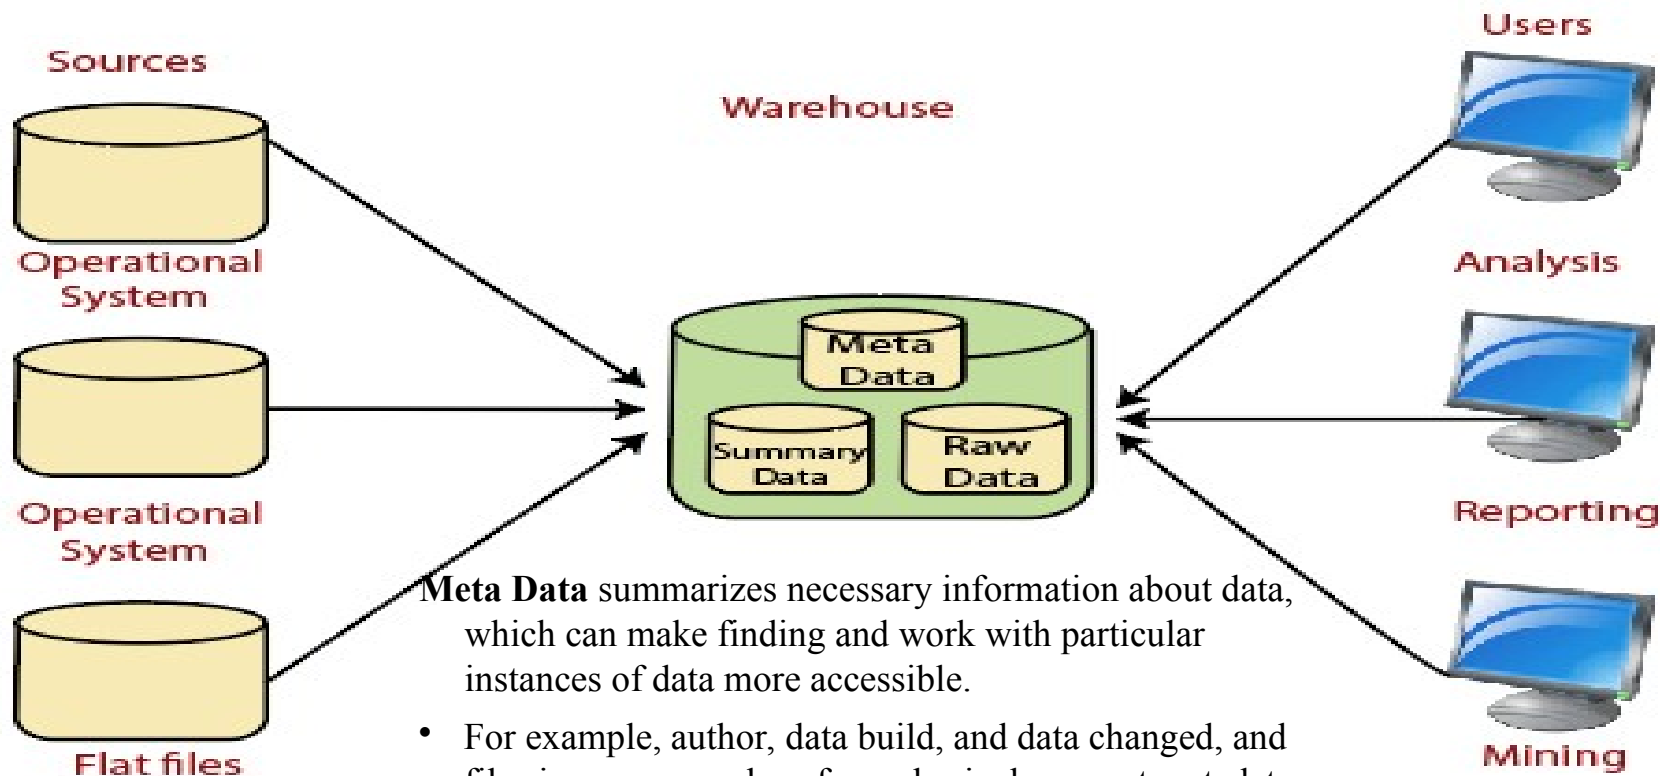 Sources
Operational
System
Operational
System
Flat files
Warehouse
Meta
Data
Summary
Data
Raw
Data
Users
Analysis
Reporting
Mining
Meta Data summarizes necessary information about data,
which can make finding and work with particular
instances of data more accessible.
• For example, author, data build, and data changed, and